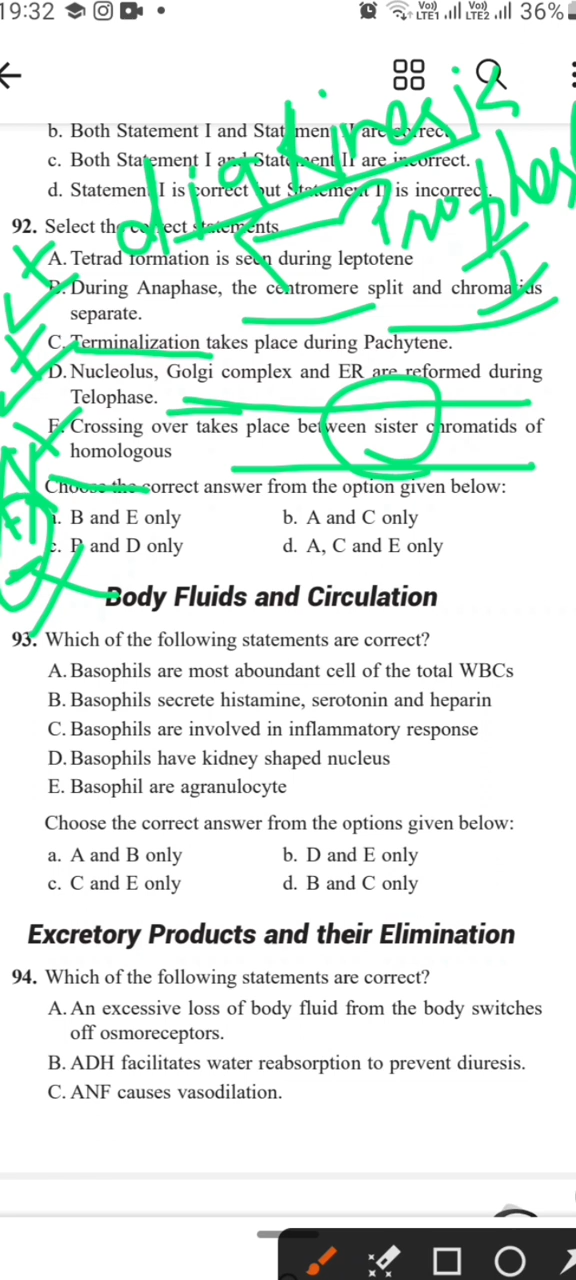 19:32
Vo)) LTE1 Vo)) LTE2 36%
b. Both Statement I and Statement II are correct.
c. Both Statement I and Statement II are incorrect.
d. Statement I is correct but Statement II is incorrect.
diakinesis
Prophase I
92. Select the correct statements
A. Tetrad formation is seen during leptotene
B. During Anaphase, the centromere split and chromatids
separate.
C. Terminalization takes place during Pachytene.
D. Nucleolus, Golgi complex and ER are reformed during
Telophase.
E. Crossing over takes place between sister chromatids of
homologous
Choose the correct answer from the option given below:
a. B and E only b. A and C only
c. B and D only d. A, C and E only
Body Fluids and Circulation
93. Which of the following statements are correct?
A. Basophils are most aboundant cell of the total WBCs
B. Basophils secrete histamine, serotonin and heparin
C. Basophils are involved in inflammatory response
D. Basophils have kidney shaped nucleus
E. Basophil are agranulocyte
Choose the correct answer from the options given below:
a. A and B only b. D and E only
c. C and E only d. B and C only
Excretory Products and their Elimination
94. Which of the following statements are correct?
A. An excessive loss of body fluid from the body switches
off osmoreceptors.
B. ADH facilitates water reabsorption to prevent diuresis.
C. ANF causes vasodilation.